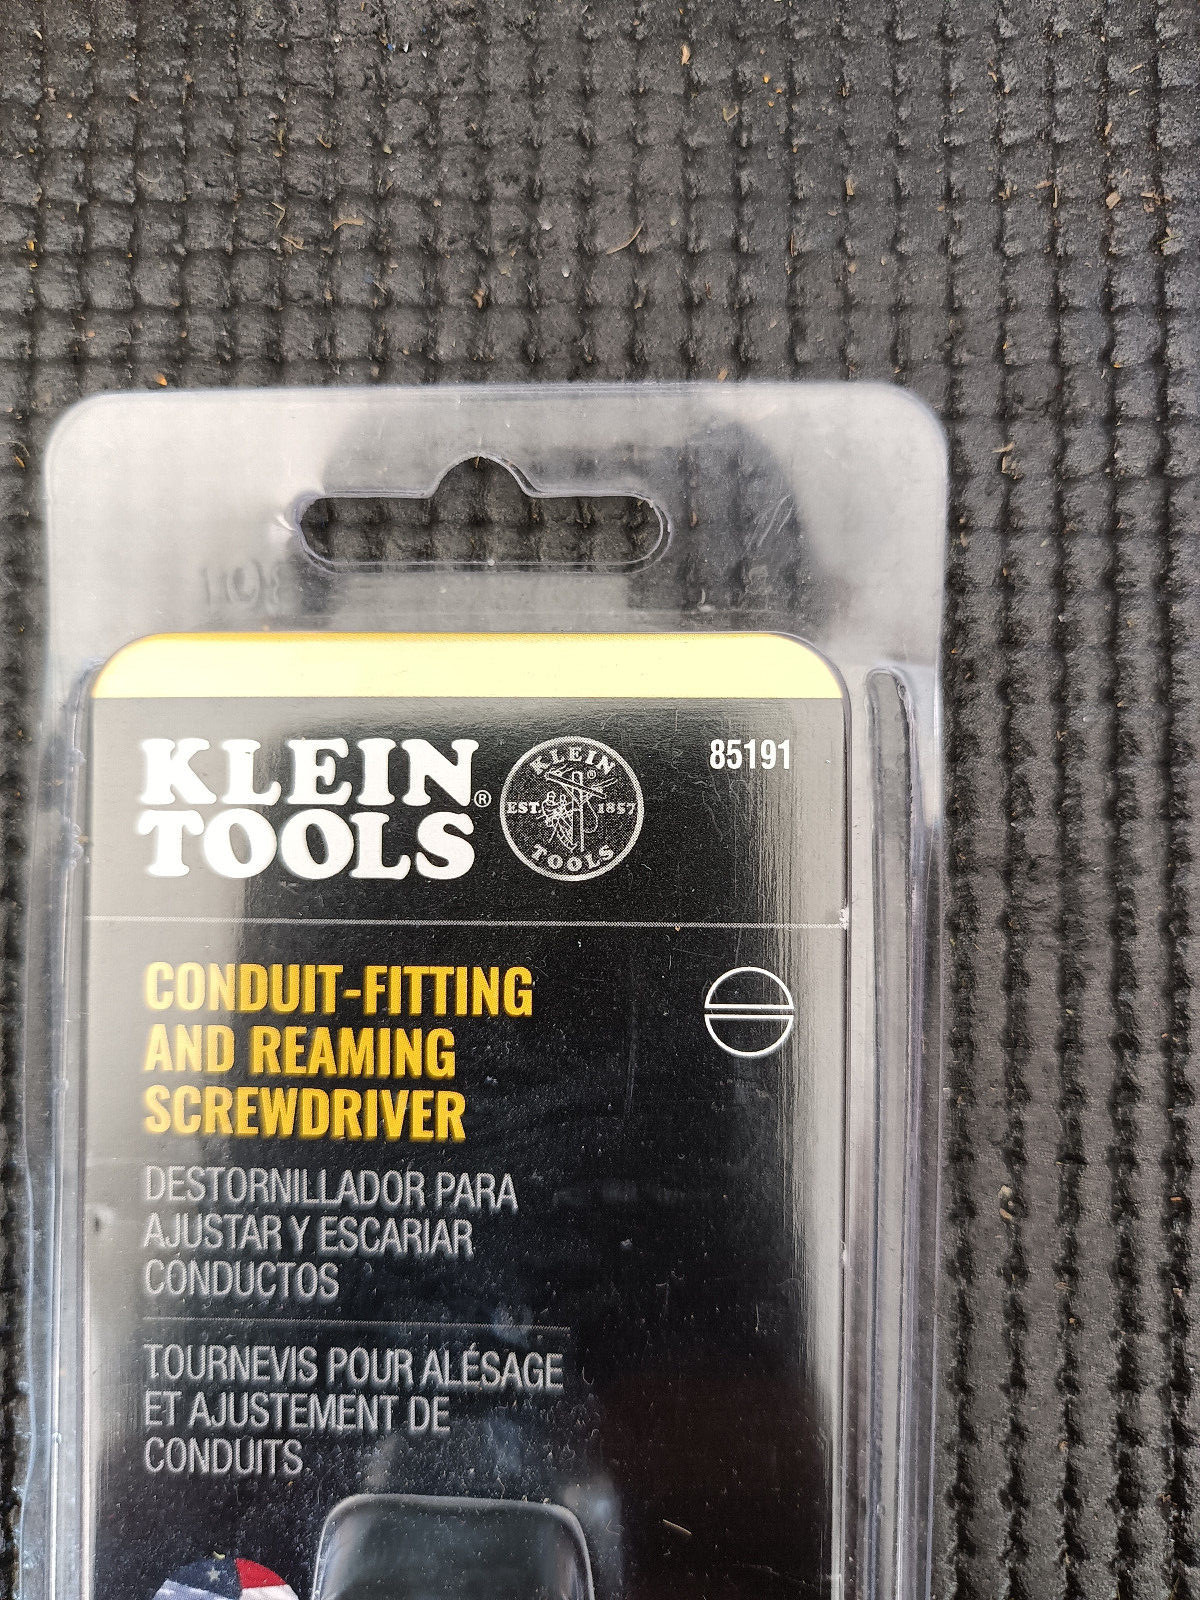 KLEIN
TOOLS®
KLEIN
®
EST. 1857
TOOLS
85191
CONDUIT-FITTING
AND REAMING
SCREWDRIVER
DESTORNILLADOR PARA
AJUSTAR Y ESCARIAR
CONDUCTOS
TOURNEVIS POUR ALÉSAGE
ET AJUSTEMENT DE
CONDUITS